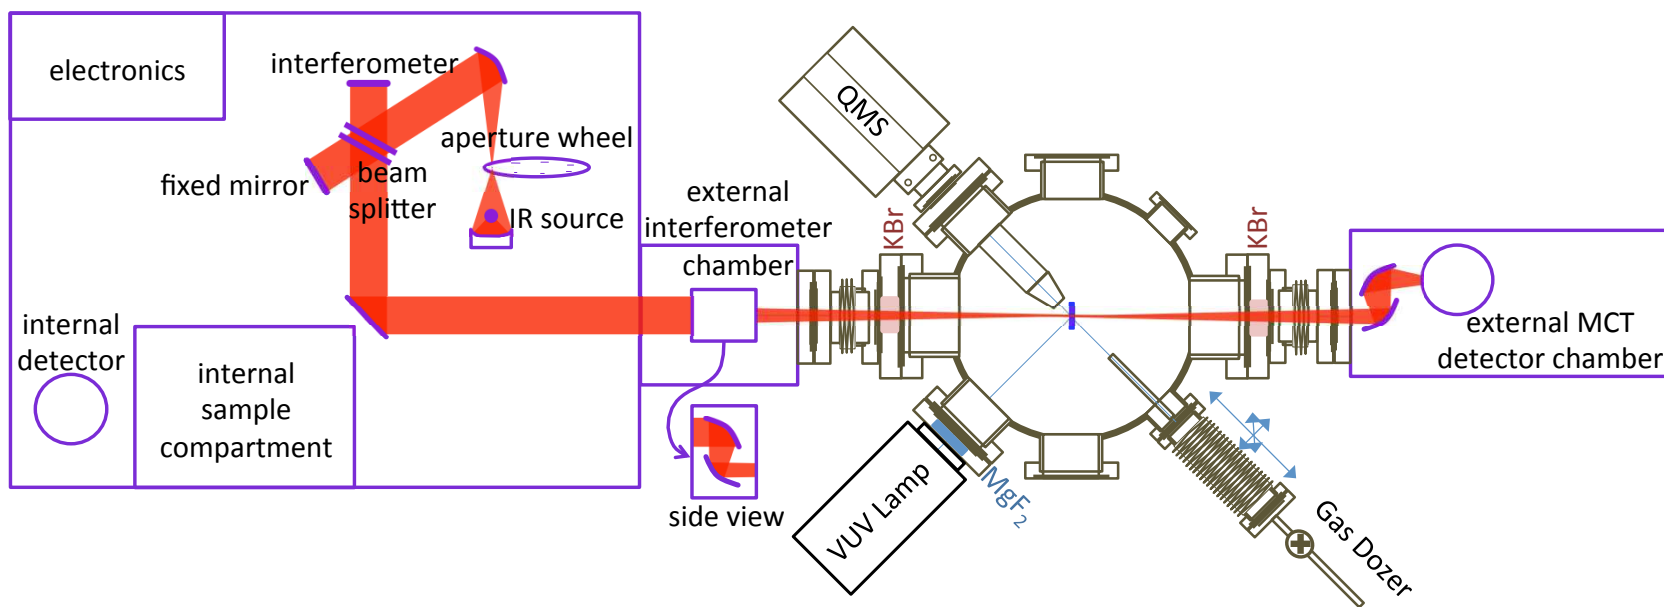 electronics
interferometer
aperture wheel
fixed mirror
beam
splitter
IR source
external
interferometer
chamber
internal
detector
internal
sample
compartment
side view
KBr
QMS
VUV Lamp
MgF2
Gas Dozer
KBr
external MCT
detector chamber